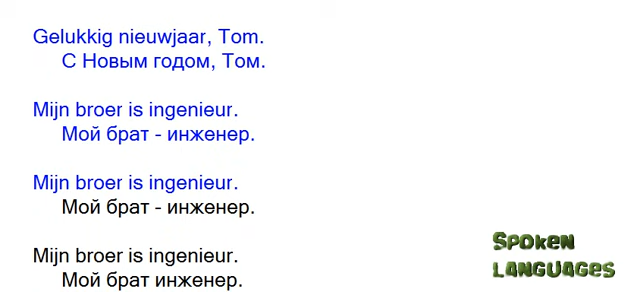 Gelukkig nieuwjaar, Tom.
С Новым годом, Том.
Mijn broer is ingenieur.
Мой брат - инженер.
Mijn broer is ingenieur.
Мой брат - инженер.
Mijn broer is ingenieur.
Мой брат инженер.
Spoken
Languages